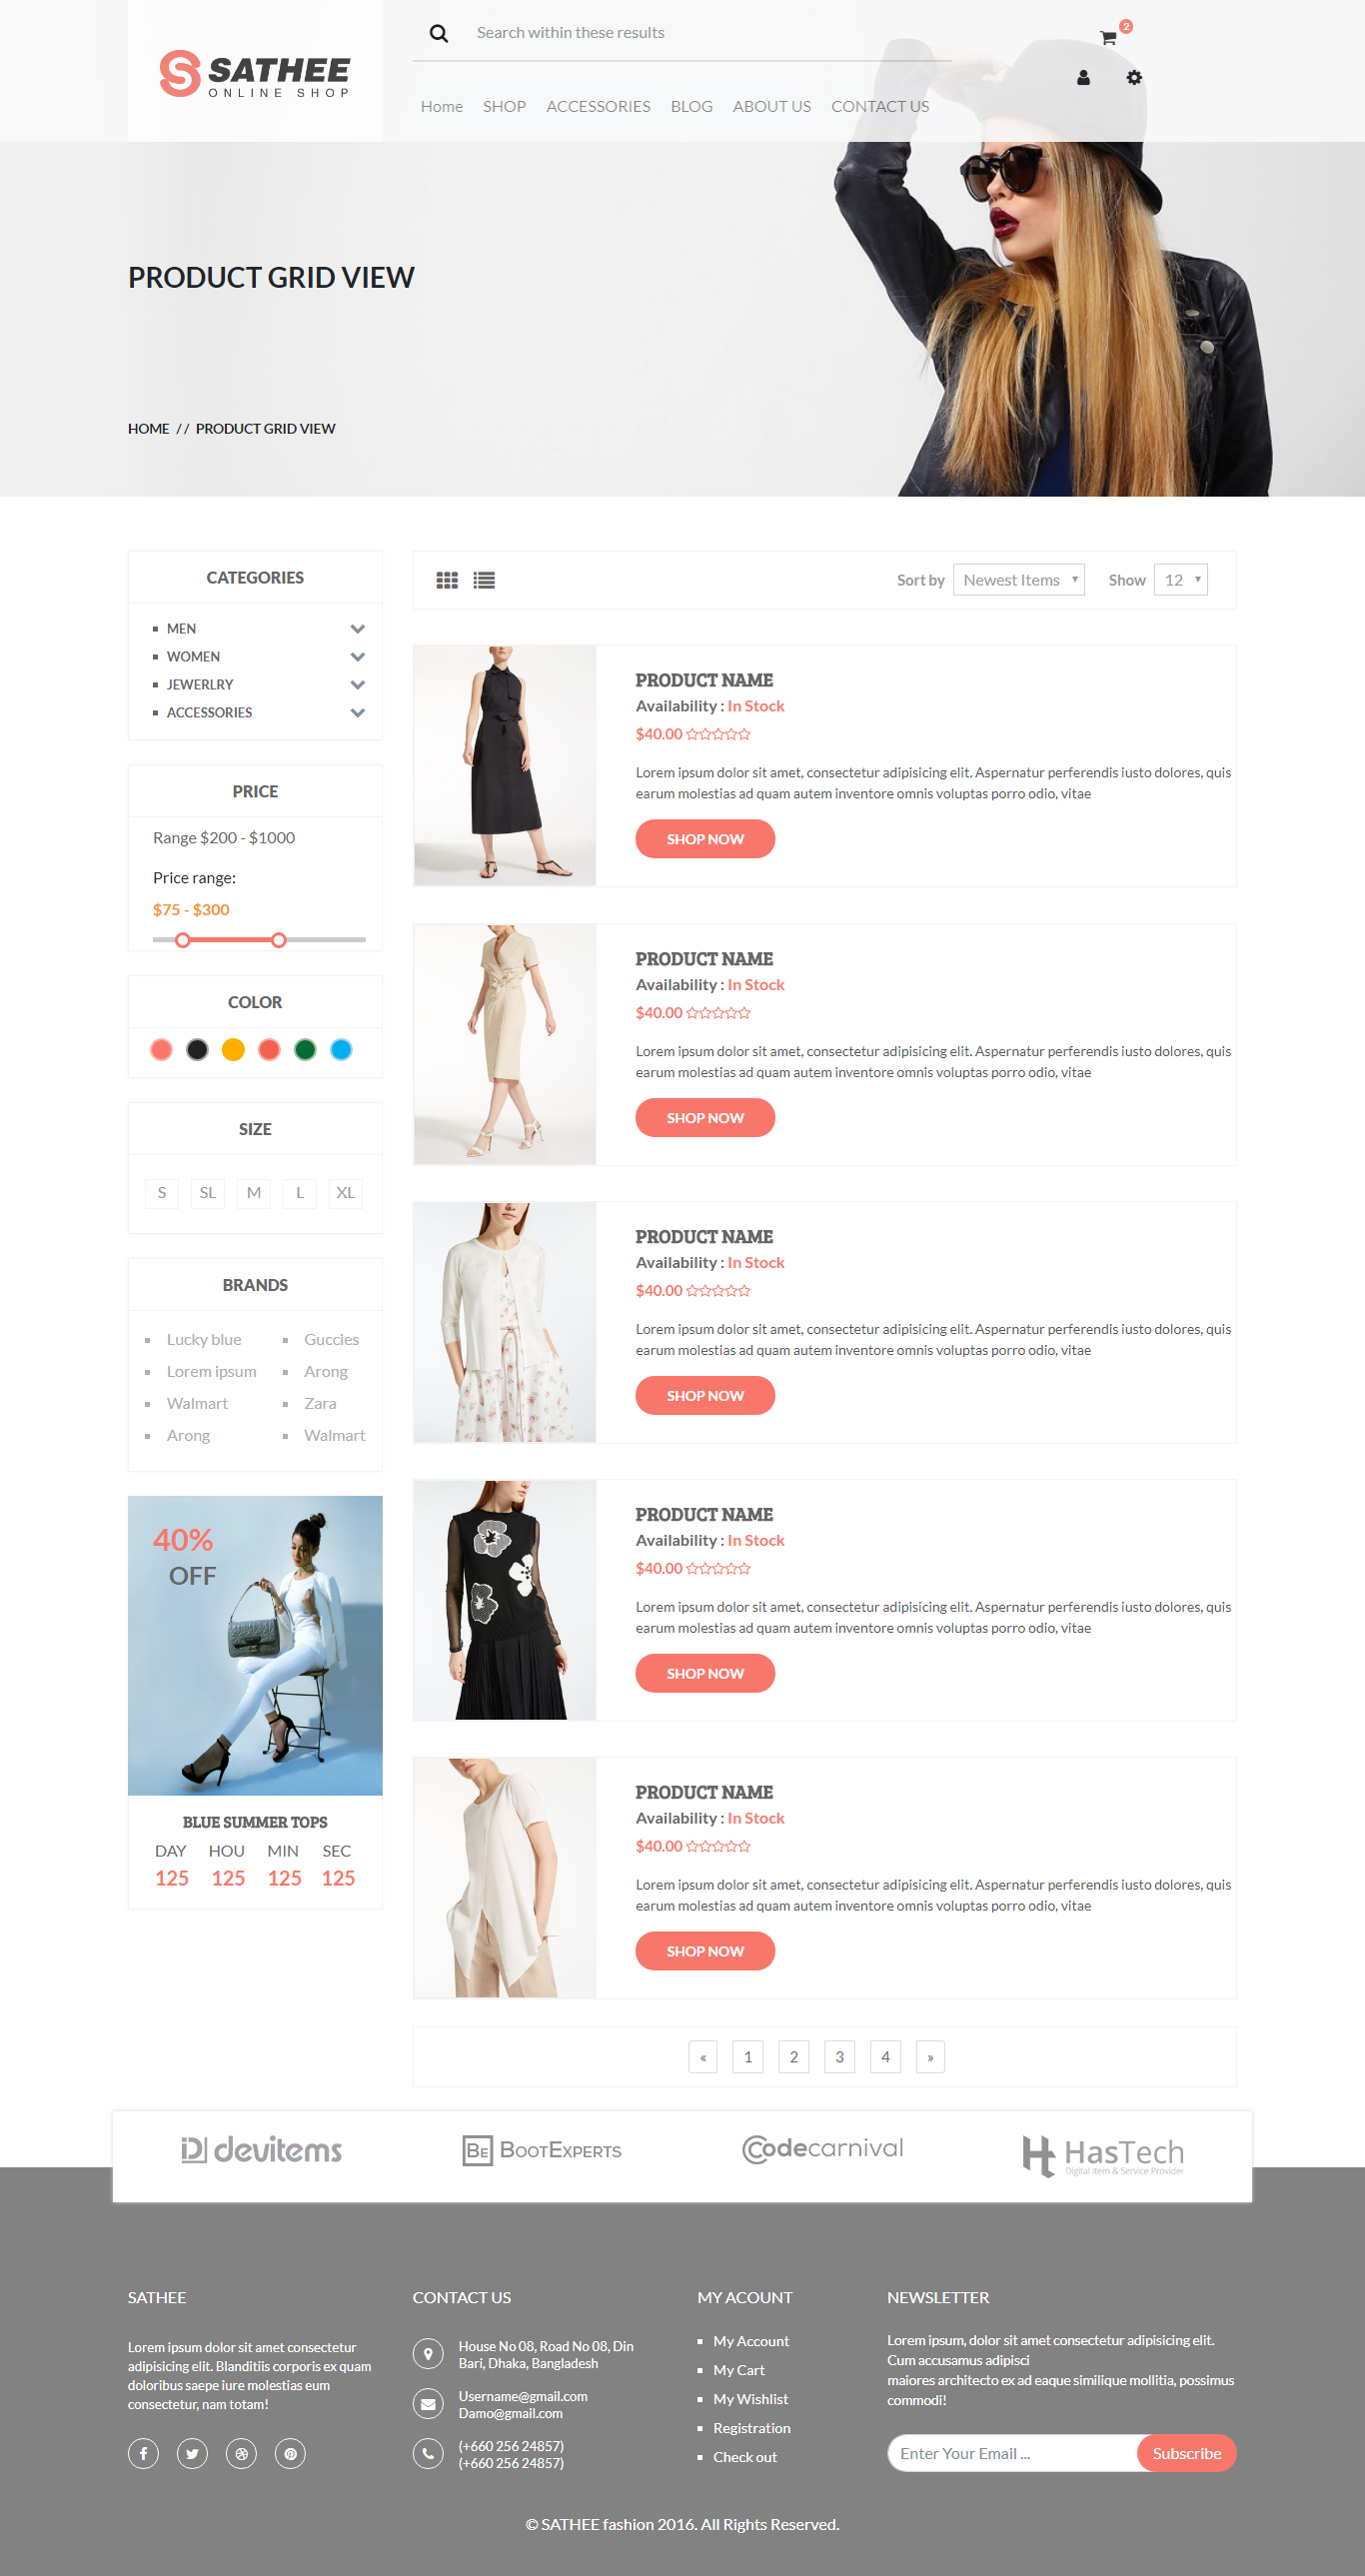 SATHEE
ONLINE SHOP
Search within these results
2
Home SHOP ACCESSORIES BLOG ABOUT US CONTACT US
PRODUCT GRID VIEW
HOME // PRODUCT GRID VIEW
CATEGORIES
MEN
WOMEN
JEWERLRY
ACCESSORIES
PRICE
Range $200 - $1000
Price range:
$75 - $300
COLOR
SIZE
S SL M L XL
BRANDS
Lucky blue Guccies
Lorem ipsum Arong
Walmart Zara
Arong Walmart
40%
OFF
BLUE SUMMER TOPS
DAY HOU MIN SEC
125 125 125 125
Sort by Newest Items Show 12
PRODUCT NAME
Availability : In Stock
$40.00
Lorem ipsum dolor sit amet, consectetur adipisicing elit. Aspernatur perferendis iusto dolores, quis
earum molestias ad quam autem inventore omnis voluptas porro odio, vitae
SHOP NOW
PRODUCT NAME
Availability : In Stock
$40.00
Lorem ipsum dolor sit amet, consectetur adipisicing elit. Aspernatur perferendis iusto dolores, quis
earum molestias ad quam autem inventore omnis voluptas porro odio, vitae
SHOP NOW
PRODUCT NAME
Availability : In Stock
$40.00
Lorem ipsum dolor sit amet, consectetur adipisicing elit. Aspernatur perferendis iusto dolores, quis
earum molestias ad quam autem inventore omnis voluptas porro odio, vitae
SHOP NOW
PRODUCT NAME
Availability : In Stock
$40.00
Lorem ipsum dolor sit amet, consectetur adipisicing elit. Aspernatur perferendis iusto dolores, quis
earum molestias ad quam autem inventore omnis voluptas porro odio, vitae
SHOP NOW
PRODUCT NAME
Availability : In Stock
$40.00
Lorem ipsum dolor sit amet, consectetur adipisicing elit. Aspernatur perferendis iusto dolores, quis
earum molestias ad quam autem inventore omnis voluptas porro odio, vitae
SHOP NOW
« 1 2 3 4 »
devitems
BE BOOTEXPERTS
Codecarnival
HasTech
Digital Item & Service Provider
SATHEE
Lorem ipsum dolor sit amet consectetur
adipisicing elit. Blanditiis corporis ex quam
doloribus saepe iure molestias eum
consectetur, nam totam!
CONTACT US
House No 08, Road No 08, Din
Bari, Dhaka, Bangladesh
Username@gmail.com
Damo@gmail.com
(+660 256 24857)
(+660 256 24857)
MY ACOUNT
My Account
My Cart
My Wishlist
Registration
Check out
NEWSLETTER
Lorem ipsum, dolor sit amet consectetur adipisicing elit.
Cum accusamus adipisci
maiores architecto ex ad eaque similique mollitia, possimus
commodi!
Enter Your Email ... Subscribe
© SATHEE fashion 2016. All Rights Reserved.